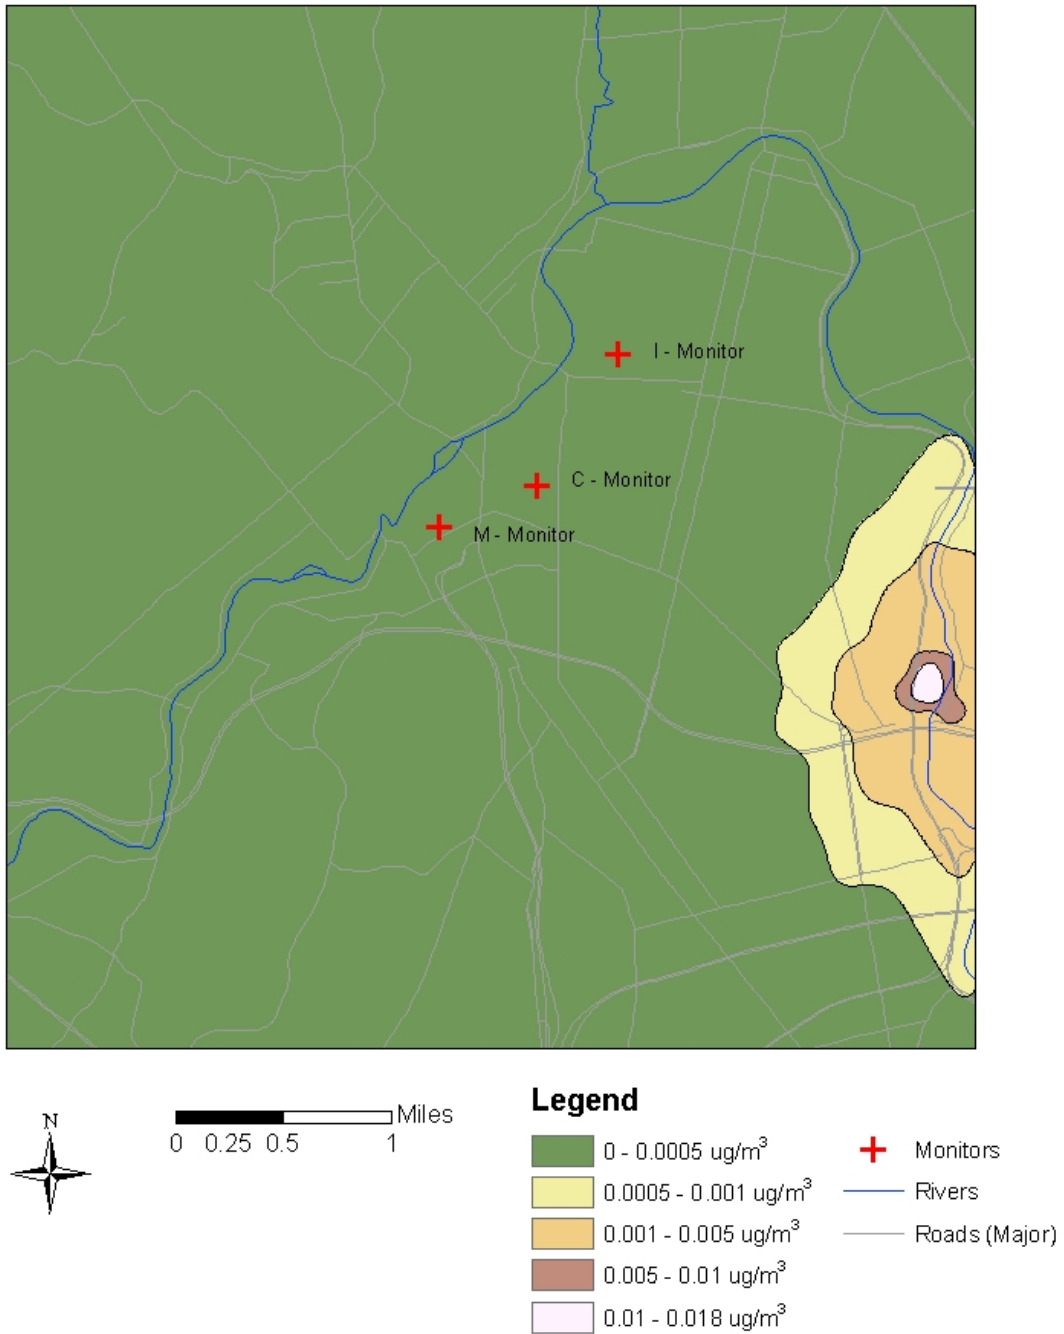 I - Monitor
C - Monitor
M - Monitor
N
Miles
0 0.25 0.5 1
Legend
0 - 0.0005 ug/m³
0.0005 - 0.001 ug/m³
0.001 - 0.005 ug/m³
0.005 - 0.01 ug/m³
0.01 - 0.018 ug/m³
Monitors
Rivers
Roads (Major)